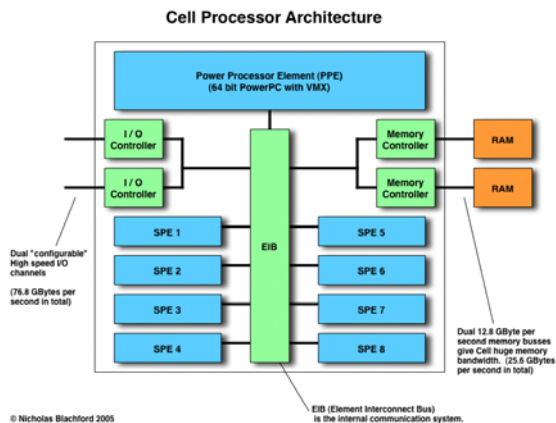 Cell Processor Architecture
Power Processor Element (PPE)
(64 bit PowerPC with VMX)
I / O
Controller
I / O
Controller
Memory
Controller
Memory
Controller
RAM
RAM
EIB
SPE 1
SPE 2
SPE 3
SPE 4
SPE 5
SPE 6
SPE 7
SPE 8
Dual "configurable"
High speed I/O
channels
(76.8 GBytes per
second in total)
Dual 12.8 GByte per
second memory busses
give Cell huge memory
bandwidth. (25.6 GBytes
per second in total)
EIB (Element Interconnect Bus)
is the internal communication system.
© Nicholas Blachford 2005